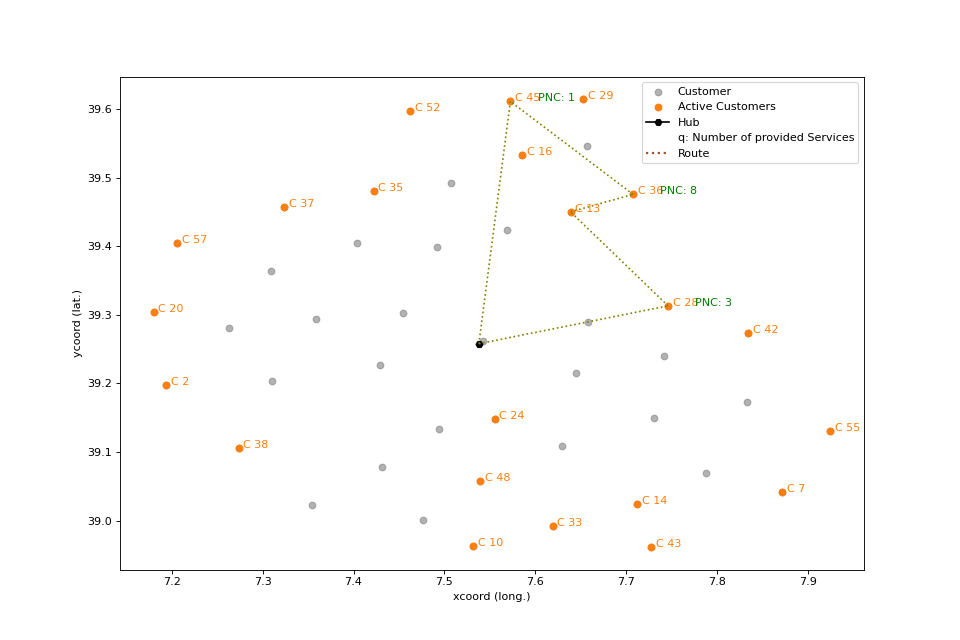 C 45
PNC: 1
C 29
C 52
C 16
C 35
C 36
PNC: 8
C 37
C 13
C 57
C 20
C 28
PNC: 3
C 42
C 2
C 24
C 55
C 38
C 48
C 7
C 14
C 33
C 10
C 43
Customer
Active Customers
Hub
q: Number of provided Services
Route
39.6
39.5
39.4
39.3
39.2
39.1
39.0
ycoord (lat.)
7.2
7.3
7.4
7.5
7.6
7.7
7.8
7.9
xcoord (long.)